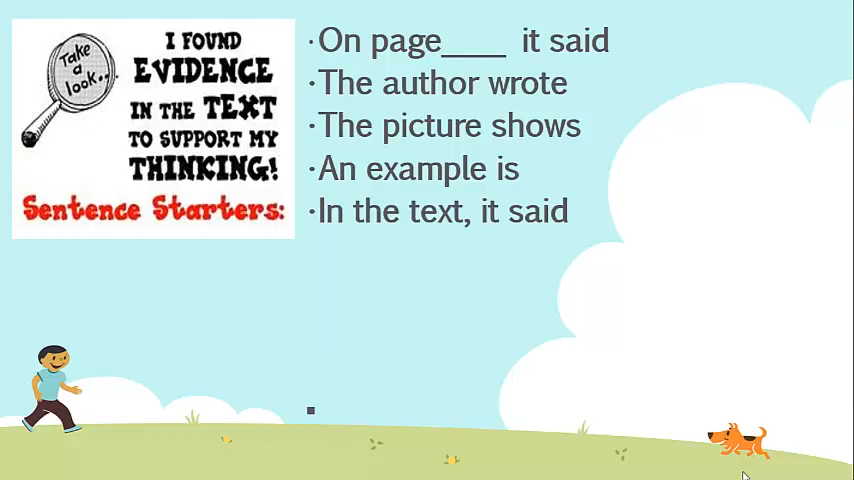 Take
a
look..
I FOUND
EVIDENCE
IN THE TEXT
TO SUPPORT MY
THINKING!
Sentence Starters:
·On page____ it said
·The author wrote
·The picture shows
·An example is
·In the text, it said